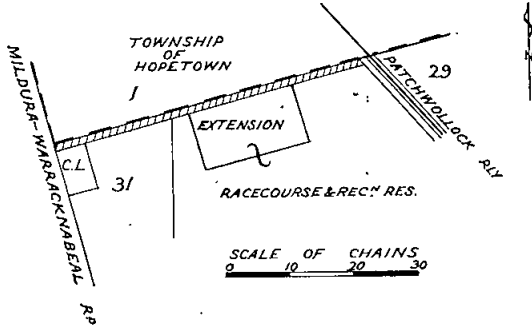 TOWNSHIP
OF
HOPETOWN
1
29
PATCHWOLLOCK RLY
MILDURA-WARRACKNABEAL RD
EXTENSION
C.L
31
RACECOURSE & RECN RES.
SCALE OF CHAINS
0 10 20 30